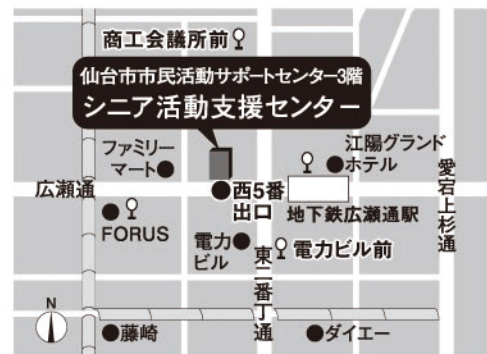 商工会議所前
仙台市市民活動サポートセンター3階
シニア活動支援センター
ファミリー
マート
江陽グランド
ホテル
愛宕上杉通
広瀬通
西5番
出口
地下鉄広瀬通駅
FORUS
電力
ビル
東二番丁通
電力ビル前
N
藤崎
ダイエー